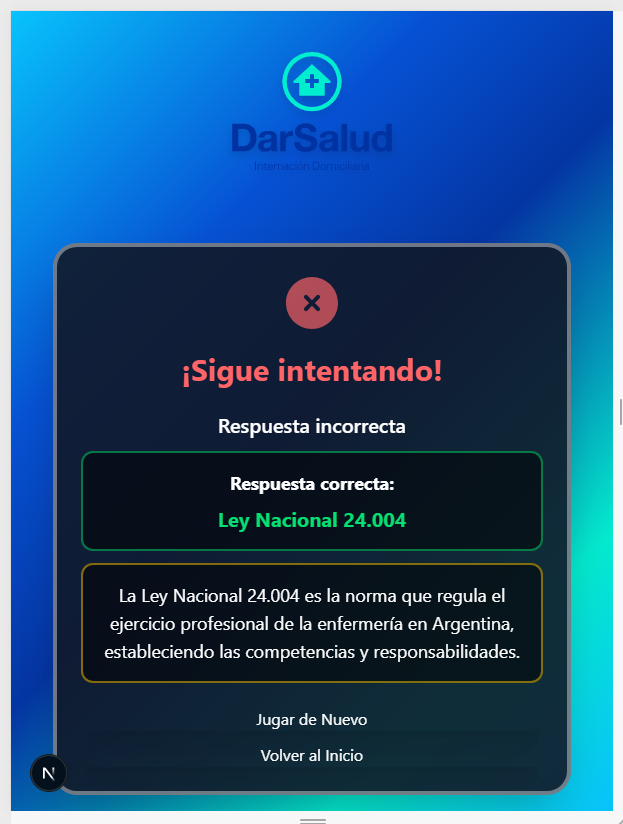 DarSalud
Internación Domiciliaria
¡Sigue intentando!
Respuesta incorrecta
Respuesta correcta:
Ley Nacional 24.004
La Ley Nacional 24.004 es la norma que regula el
ejercicio profesional de la enfermería en Argentina,
estableciendo las competencias y responsabilidades.
Jugar de Nuevo
Volver al Inicio
N